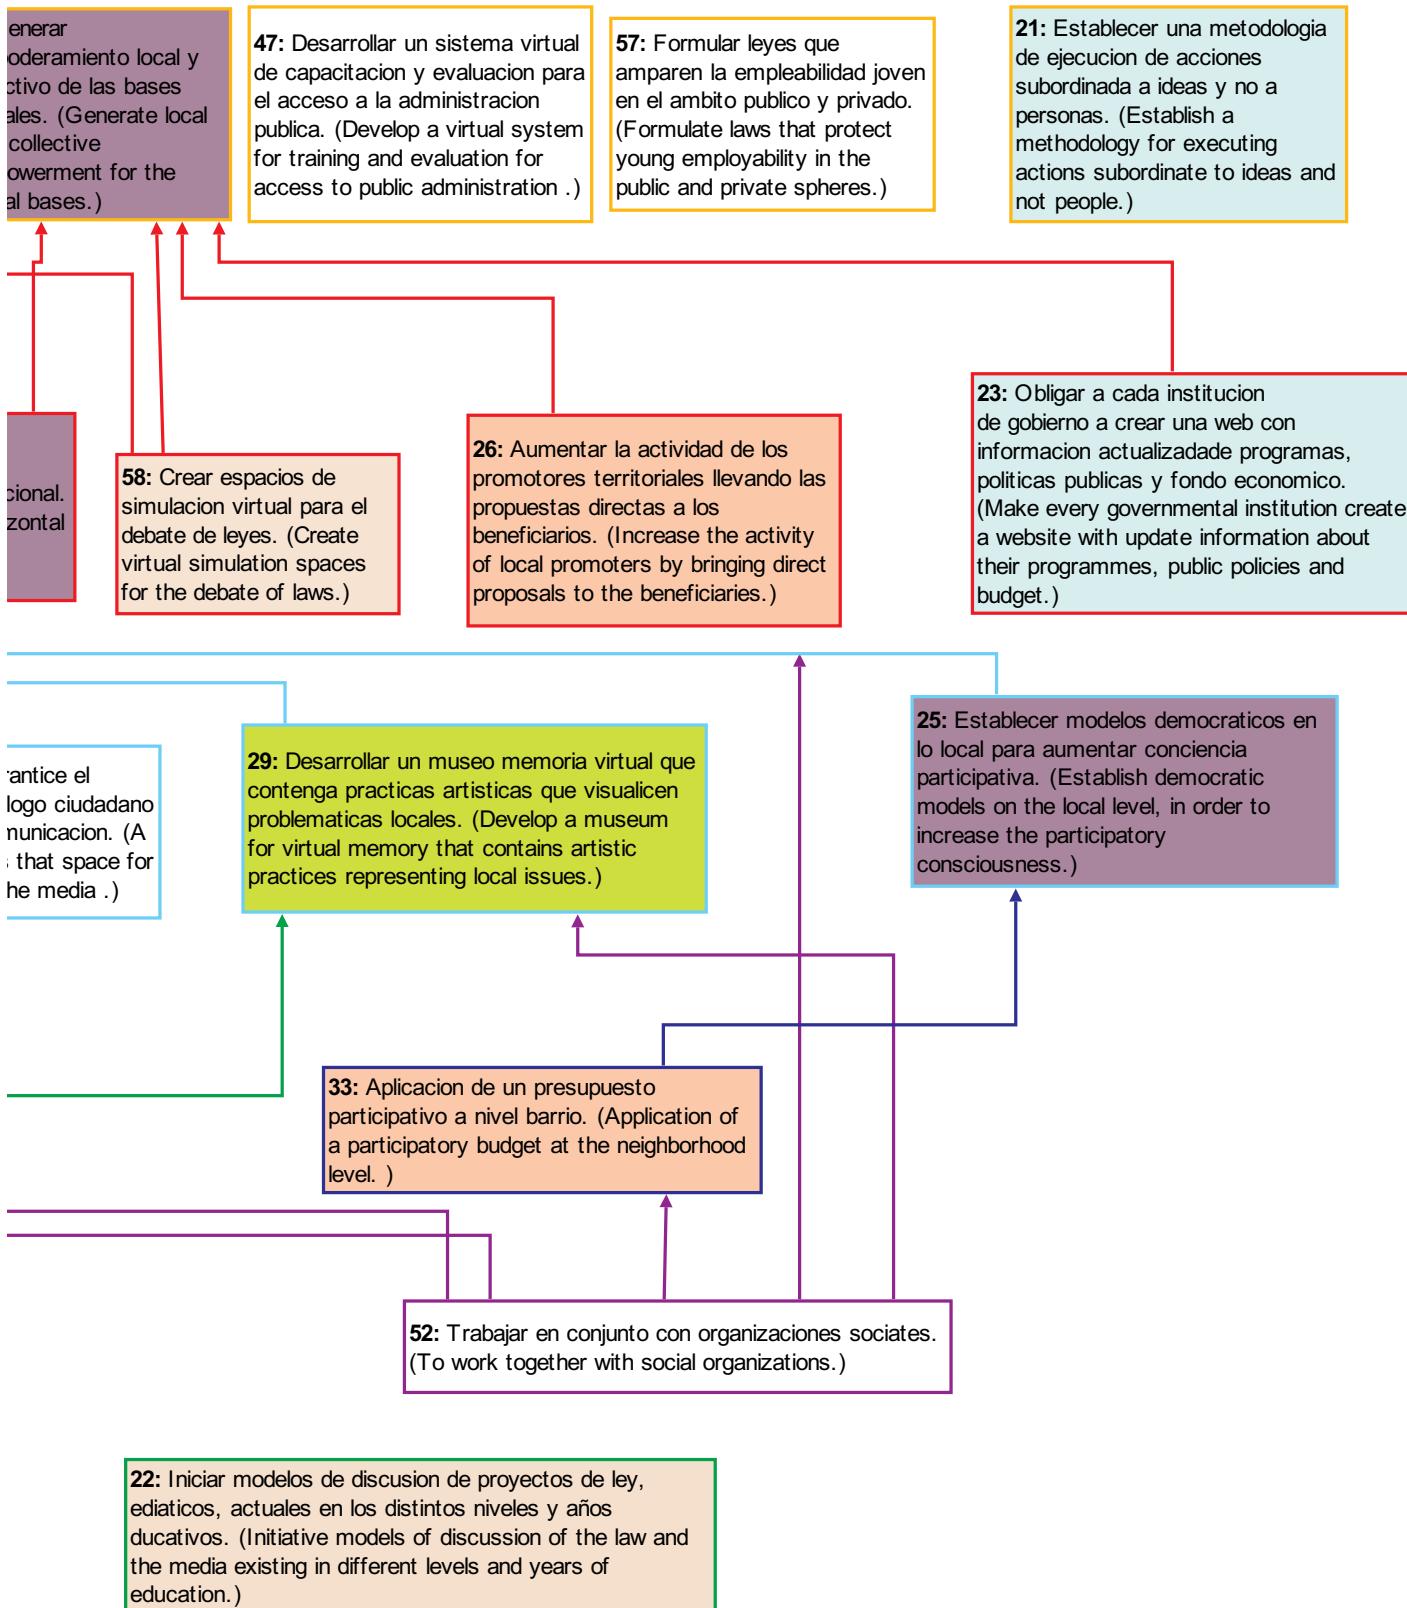 enerar
oderamiento local y
ctivo de las bases
ales. (Generate local
collective
owerment for the
al bases.)
47: Desarrollar un sistema virtual
de capacitacion y evaluacion para
el acceso a la administracion
publica. (Develop a virtual system
for training and evaluation for
access to public administration .)
57: Formular leyes que
amparen la empleabilidad joven
en el ambito publico y privado.
(Formulate laws that protect
young employability in the
public and private spheres.)
21: Establecer una metodologia
de ejecucion de acciones
subordinada a ideas y no a
personas. (Establish a
methodology for executing
actions subordinate to ideas and
not people.)
cional.
zontal
58: Crear espacios de
simulacion virtual para el
debate de leyes. (Create
virtual simulation spaces
for the debate of laws.)
26: Aumentar la actividad de los
promotores territoriales llevando las
propuestas directas a los
beneficiarios. (Increase the activity
of local promoters by bringing direct
proposals to the beneficiaries.)
23: Obligar a cada institucion
de gobierno a crear una web con
informacion actualizadade programas,
politicas publicas y fondo economico.
(Make every governmental institution create
a website with update information about
their programmes, public policies and
budget.)
rantice el
logo ciudadano
municacion. (A
that space for
he media .)
29: Desarrollar un museo memoria virtual que
contenga practicas artisticas que visualicen
problematicas locales. (Develop a museum
for virtual memory that contains artistic
practices representing local issues.)
25: Establecer modelos democraticos en
lo local para aumentar conciencia
participativa. (Establish democratic
models on the local level, in order to
increase the participatory
consciousness.)
33: Aplicacion de un presupuesto
participativo a nivel barrio. (Application of
a participatory budget at the neighborhood
level. )
52: Trabajar en conjunto con organizaciones sociates.
(To work together with social organizations.)
22: Iniciar modelos de discusion de proyectos de ley,
ediaticos, actuales en los distintos niveles y años
ducativos. (Initiative models of discussion of the law and
the media existing in different levels and years of
education.)